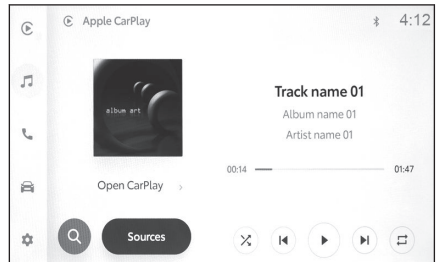 Apple CarPlay
4:12
album art
Track name 01
Album name 01
Artist name 01
00:14
01:47
Open CarPlay
Sources